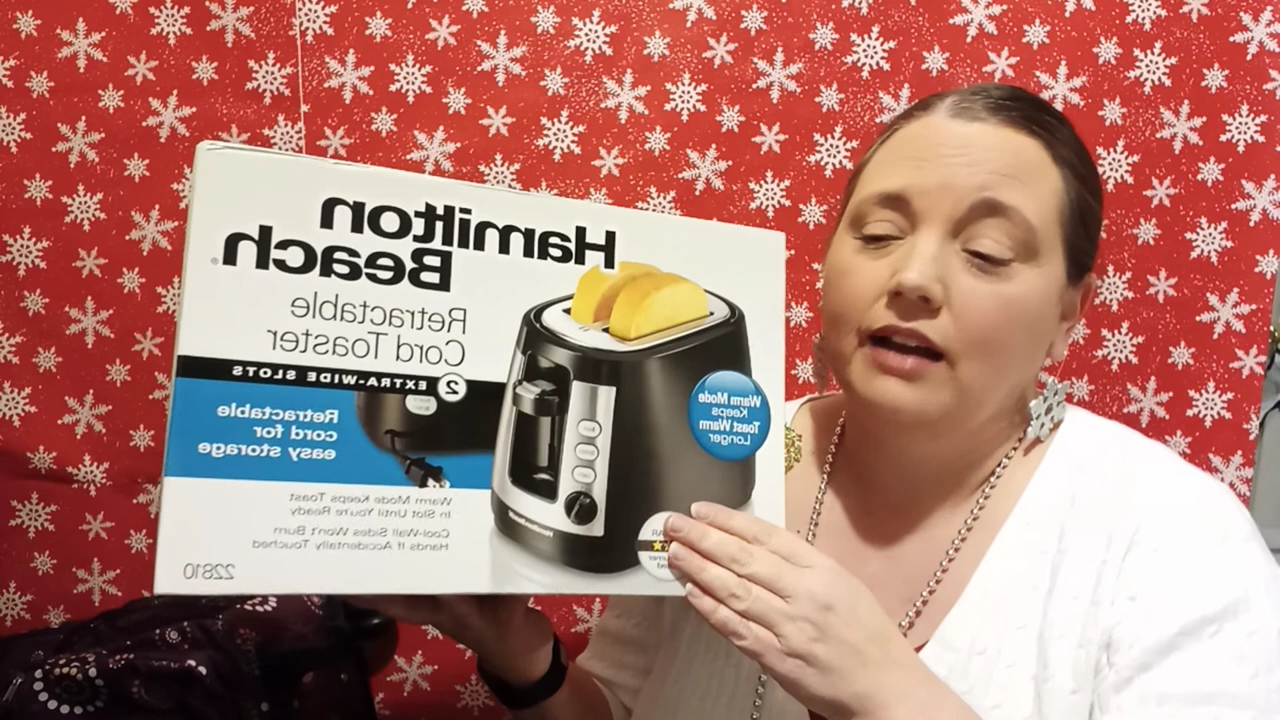 Hamilton
Beach®
Retractable
Cord Toaster
2 EXTRA-WIDE SLOTS
Retractable
cord for
easy storage
Warm Mode Keeps Toast
In Slot Until You're Ready
Cool-Wall Sides Won't Burn
Hands If Accidentally Touched
22810
Warm Mode
Keeps
Toast Warm
Longer
Hamilton Beach